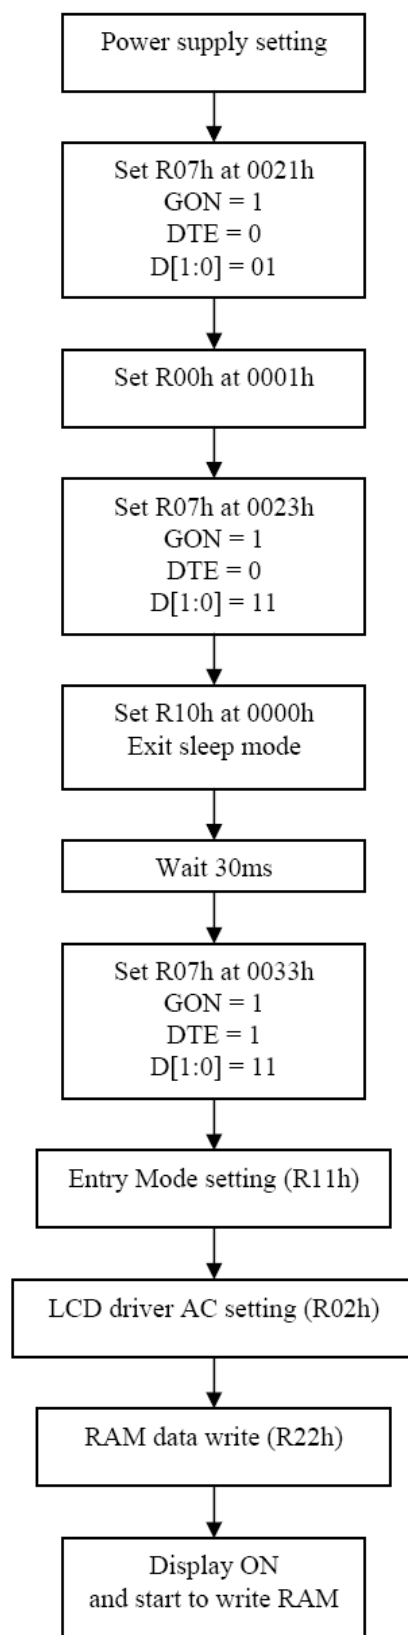 Power supply setting
Set R07h at 0021h
GON = 1
DTE = 0
D[1:0] = 01
Set R00h at 0001h
Set R07h at 0023h
GON = 1
DTE = 0
D[1:0] = 11
Set R10h at 0000h
Exit sleep mode
Wait 30ms
Set R07h at 0033h
GON = 1
DTE = 1
D[1:0] = 11
Entry Mode setting (R11h)
LCD driver AC setting (R02h)
RAM data write (R22h)
Display ON
and start to write RAM